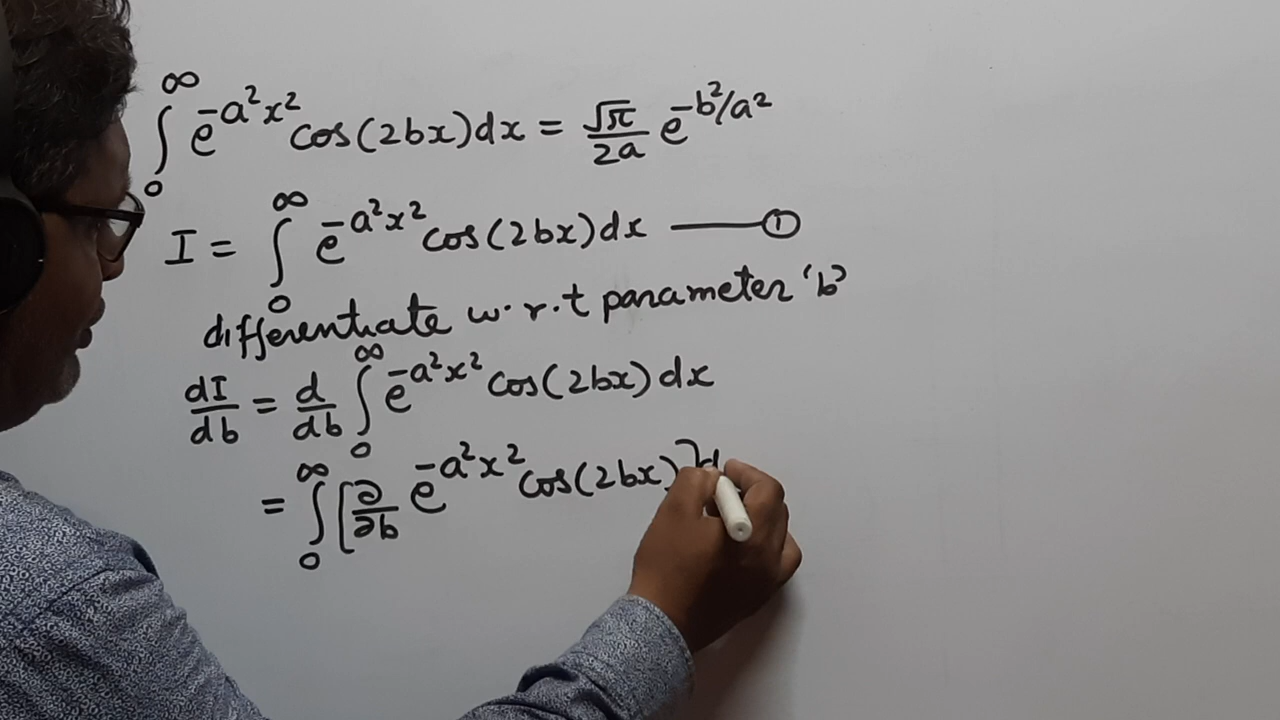 ∫₀^∞ e^{-a²x²} cos(2bx)dx = √π/2a e^{-b²/a²}
I = ∫₀^∞ e^{-a²x²} cos(2bx)dx —— ①
differentiate w.r.t parameter 'b'
dI/db = d/db ∫₀^∞ e^{-a²x²} cos(2bx) dx
= ∫₀^∞ [∂/∂b e^{-a²x²} cos(2bx)] d